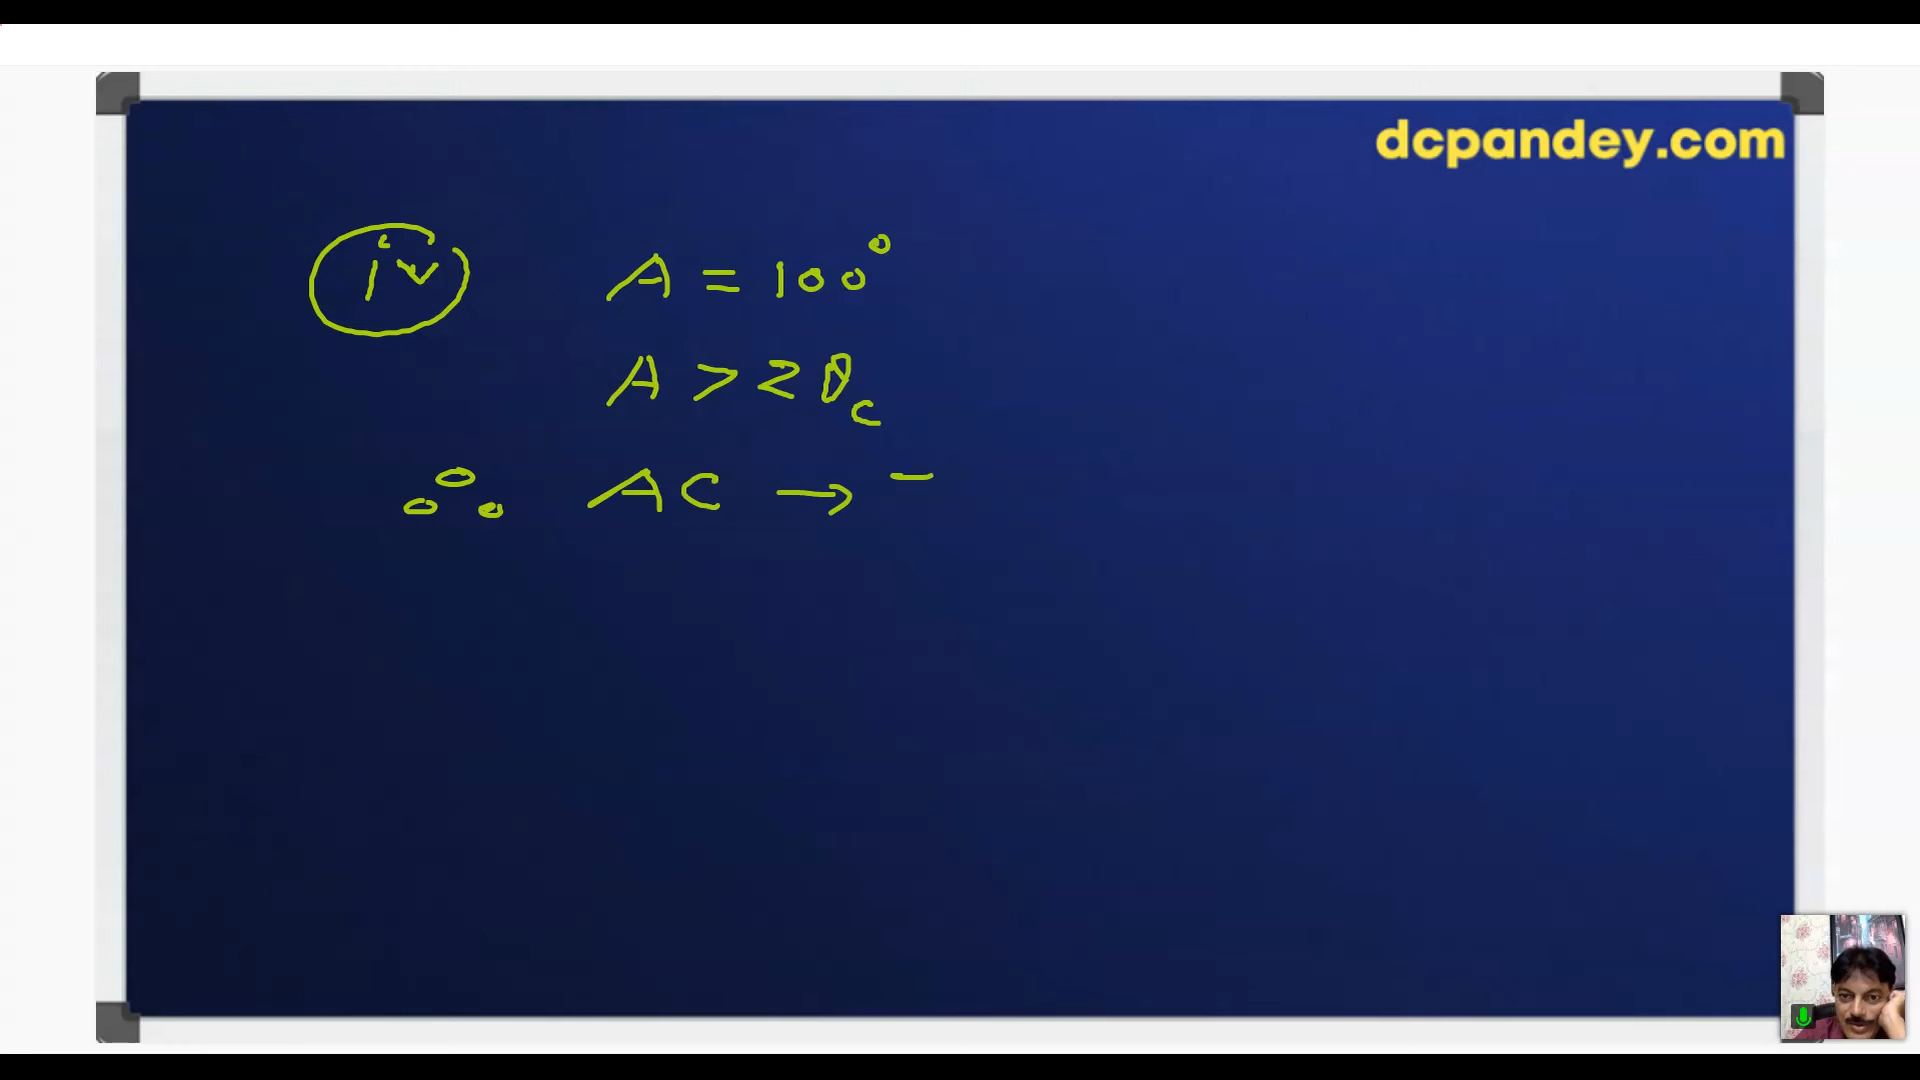 dcpandey.com
iv A = 100°
A > 2θc
∴ AC → –